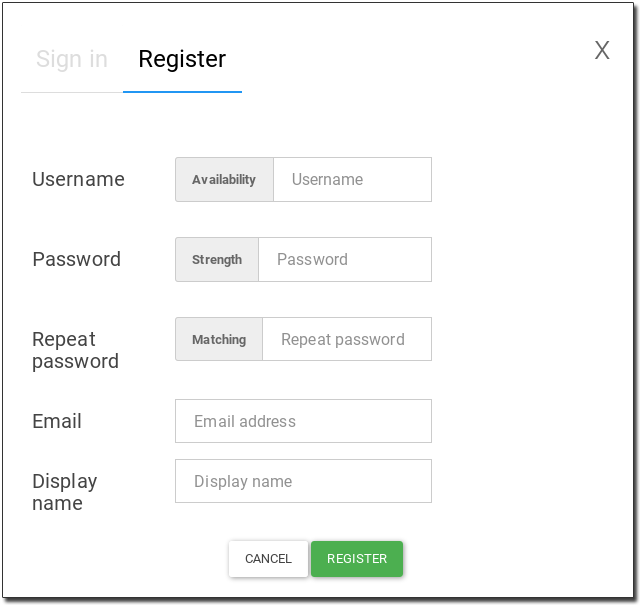 Sign in Register X
Username Availability Username
Password Strength Password
Repeat password Matching Repeat password
Email Email address
Display name Display name
CANCEL REGISTER